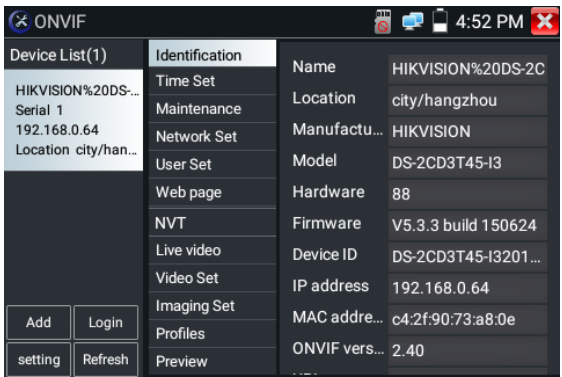 ONVIF
4:52 PM
Device List(1)
HIKVISION%20DS-...
Serial 1
192.168.0.64
Location city/han...
Add
Login
setting
Refresh
Identification
Time Set
Maintenance
Network Set
User Set
Web page
NVT
Live video
Video Set
Imaging Set
Profiles
Preview
Name HIKVISION%20DS-2C
Location city/hangzhou
Manufactu... HIKVISION
Model DS-2CD3T45-I3
Hardware 88
Firmware V5.3.3 build 150624
Device ID DS-2CD3T45-I3201...
IP address 192.168.0.64
MAC addre... c4:2f:90:73:a8:0e
ONVIF vers... 2.40